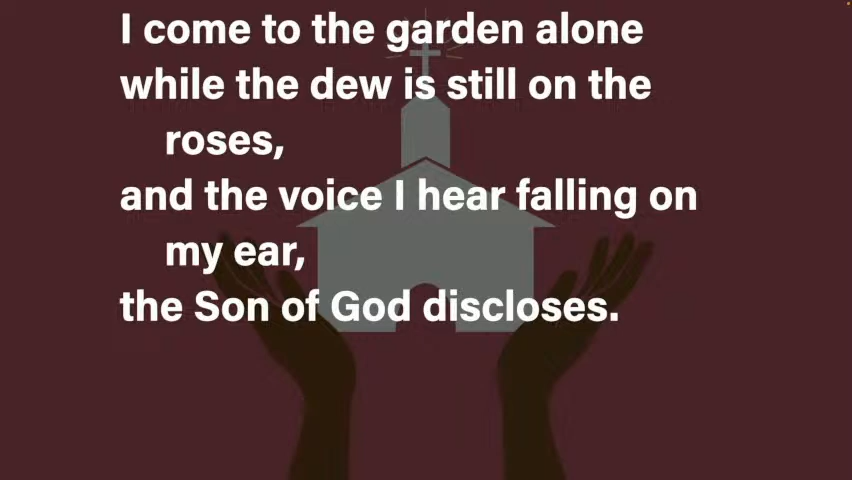 I come to the garden alone
while the dew is still on the
roses,
and the voice I hear falling on
my ear,
the Son of God discloses.